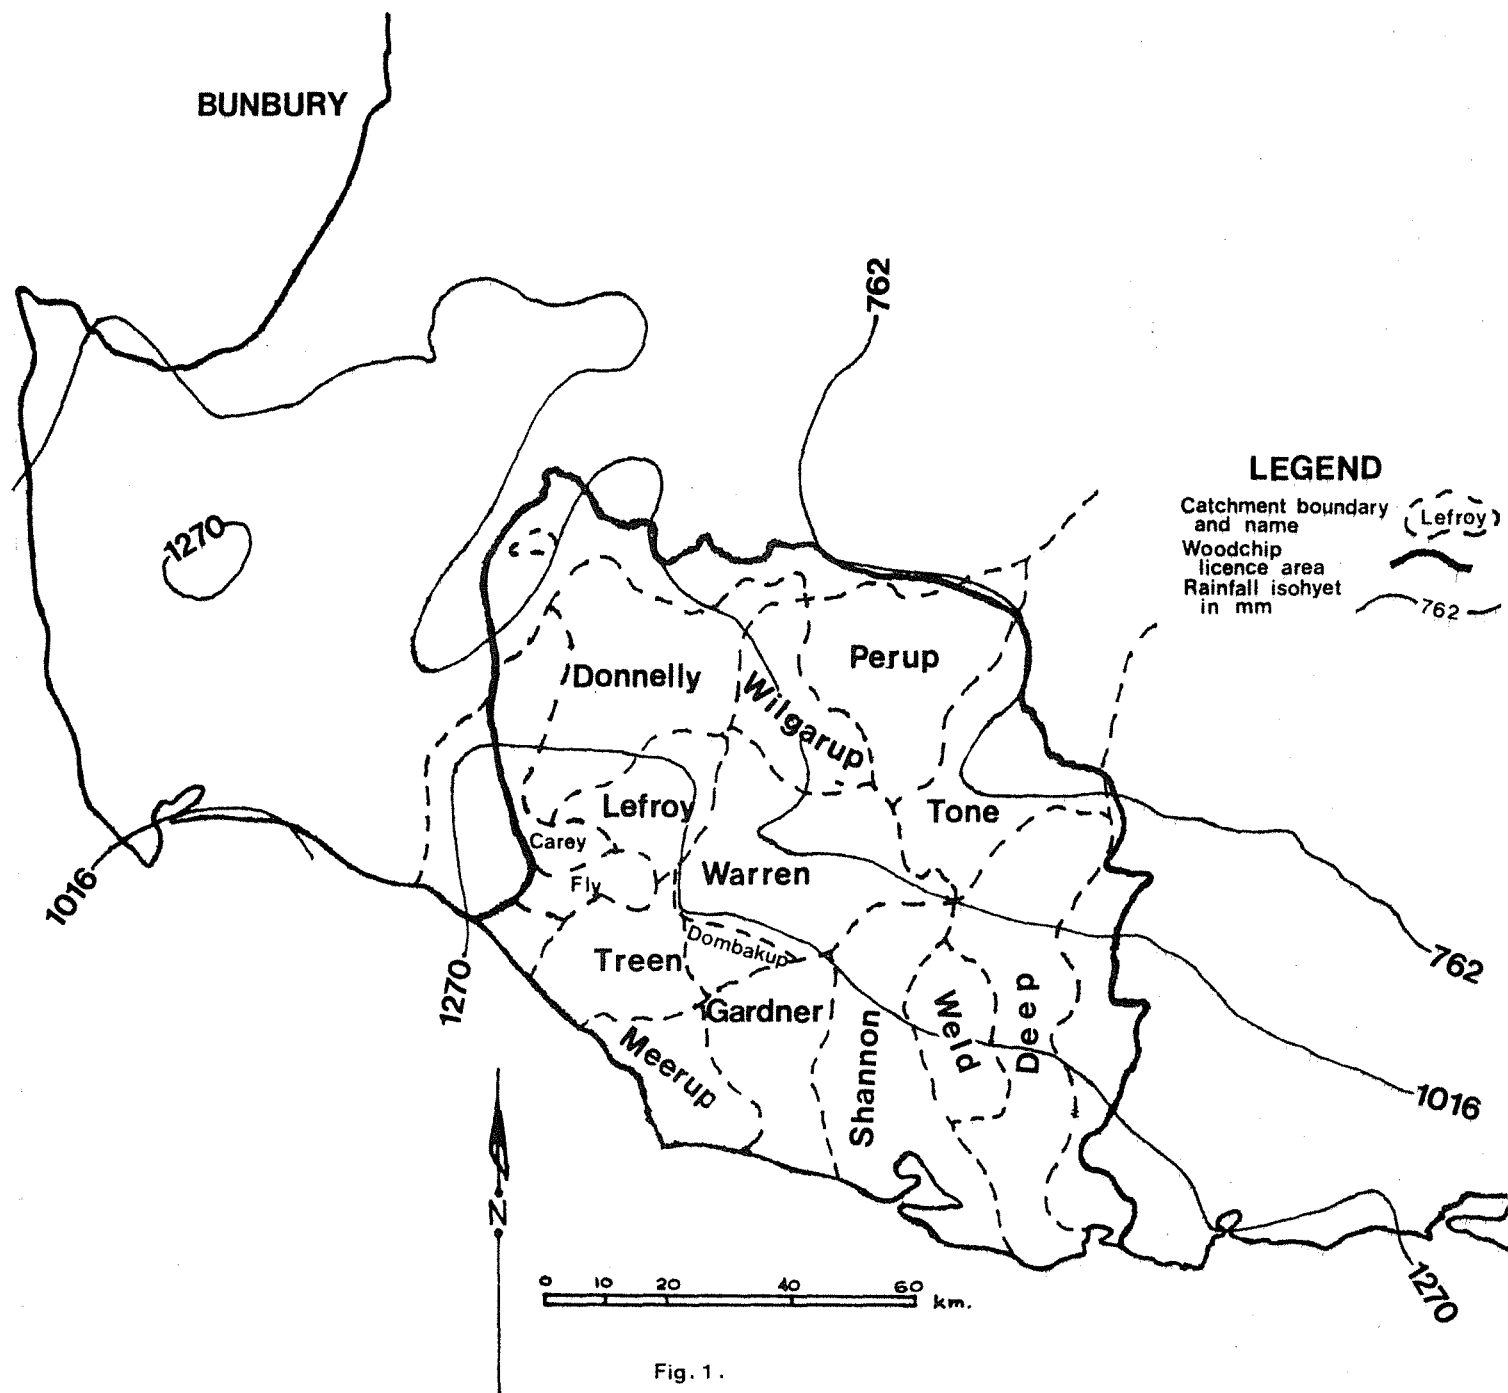 BUNBURY
762
LEGEND
Catchment boundary
and name
Lefroy
Woodchip
licence area
Rainfall isohyet
in mm
762
1270
Donnelly
Perup
Wilgarup
Lefroy
Tone
Carey
Fly
Warren
1016
Dombakup
Treen
762
1270
Gardner
Weld
Deep
Meerup
Shannon
1016
N
1270
0 10 20 40 60
km.
Fig. 1.